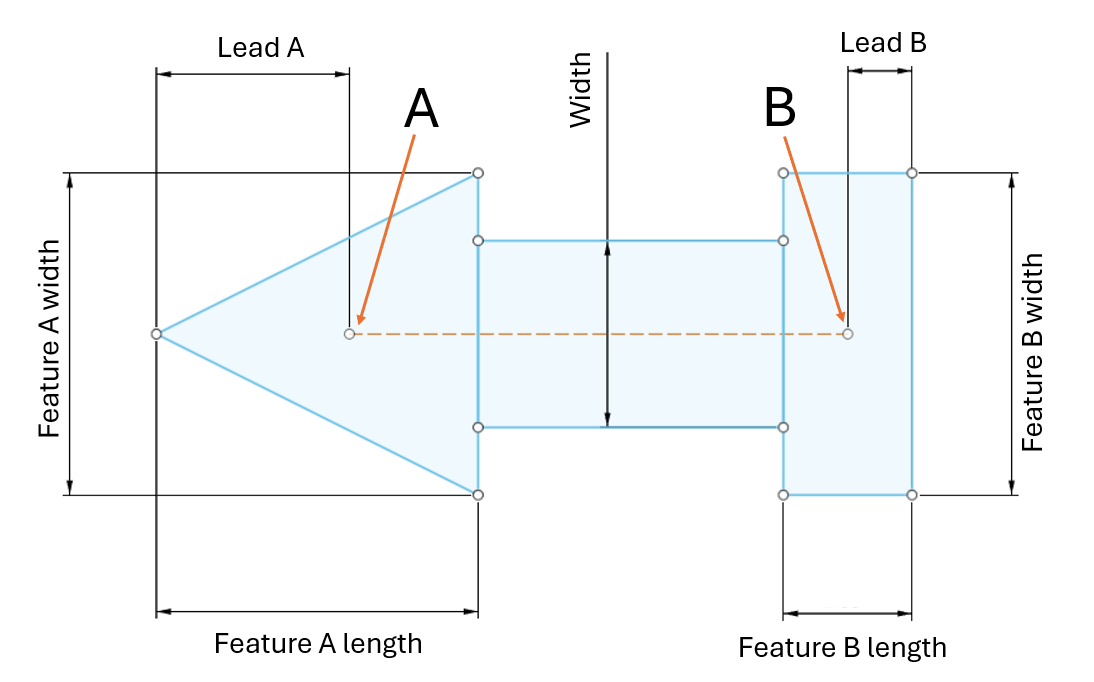 Lead A
Lead B
Width
A
B
Feature A width
Feature B width
Feature A length
Feature B length